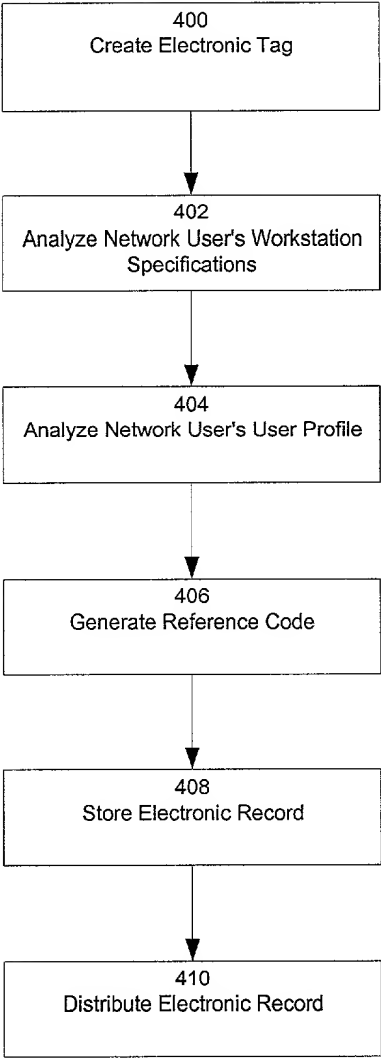 400
Create Electronic Tag
402
Analyze Network User's Workstation
Specifications
404
Analyze Network User's User Profile
406
Generate Reference Code
408
Store Electronic Record
410
Distribute Electronic Record